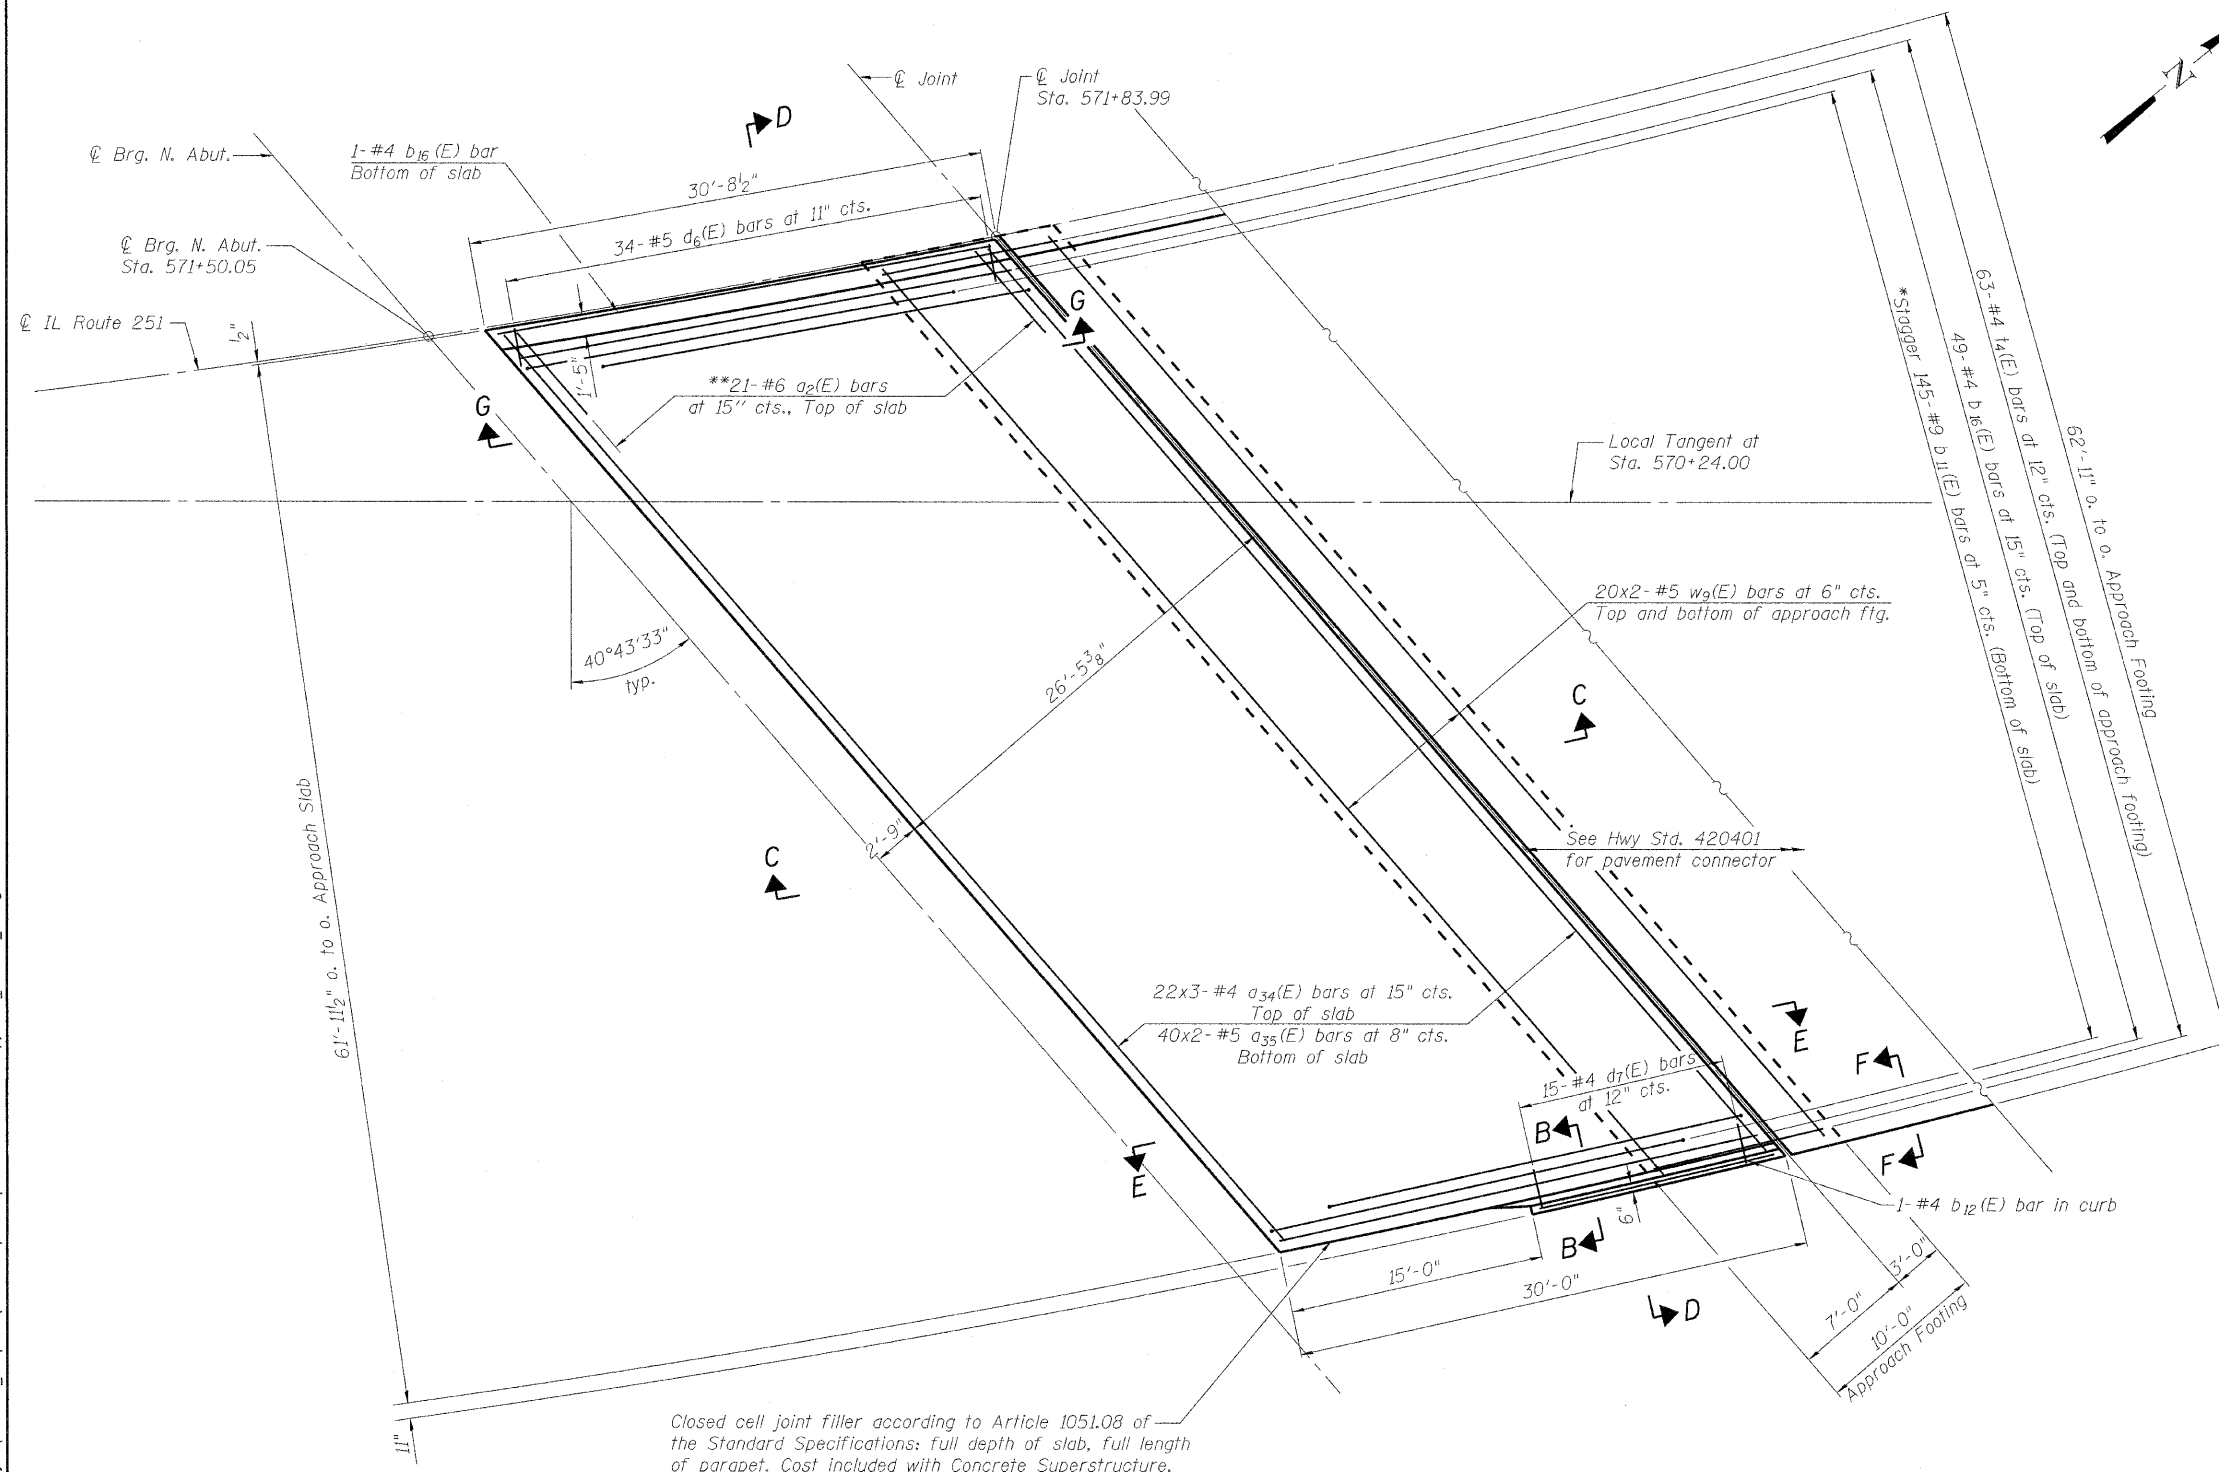 ℄ Joint
℄ Joint
Sta. 571+83.99
N
D
℄ Brg. N. Abut.
1-#4 b16(E) bar
Bottom of slab
30'-8½"
34-#5 d6(E) bars at 11" cts.
℄ Brg. N. Abut.
Sta. 571+50.05
℄ IL Route 251
½"
1'-5"
G
G
**21-#6 a2(E) bars
at 15" cts., Top of slab
Local Tangent at
Sta. 570+24.00
62'-11" o. to o. Approach Footing
63-#4 t4(E) bars at 12" cts. (Top and bottom of approach footing)
49-#4 b16(E) bars at 15" cts. (Top of slab)
*Stagger 145-#9 b11(E) bars at 5" cts. (Bottom of slab)
20x2-#5 w9(E) bars at 6" cts.
Top and bottom of approach ftg.
40°43'33"
typ.
26'-5⅜"
C
2'-9"
C
See Hwy Std. 420401
for pavement connector
61'-11½" o. to o. Approach Slab
22x3-#4 a34(E) bars at 15" cts.
Top of slab
40x2-#5 a35(E) bars at 8" cts.
Bottom of slab
E
F
15-#4 d7(E) bars
at 12" cts.
B
E
F
1-#4 b12(E) bar in curb
6"
B
15'-0"
30'-0"
D
3'-0"
7'-0"
10'-0"
Approach Footing
11"
Closed cell joint filler according to Article 1051.08 of
the Standard Specifications: full depth of slab, full length
of parapet. Cost included with Concrete Superstructure.